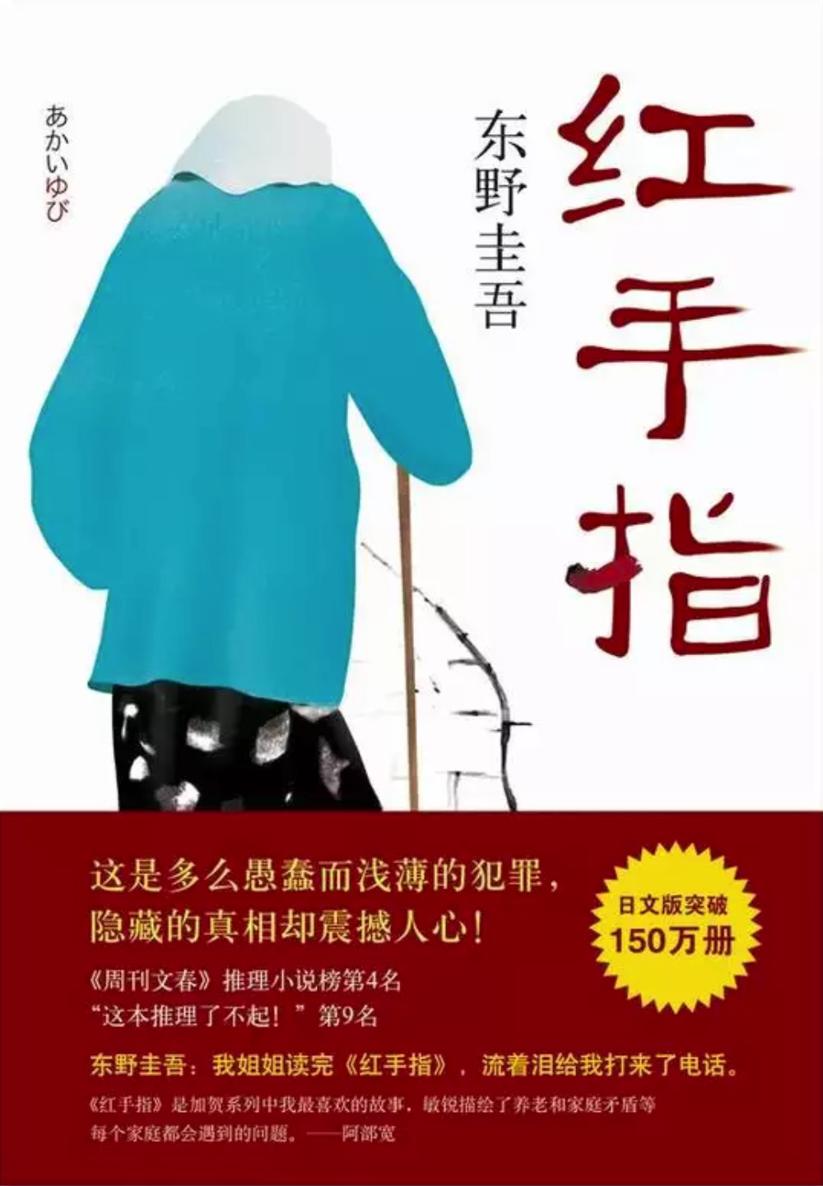 红手指
东野圭吾
あかいゆび
这是多么愚蠢而浅薄的犯罪，
隐藏的真相却震撼人心！
日文版突破
150万册
《周刊文春》推理小说榜第4名
“这本推理了不起！”第9名
东野圭吾：我姐姐读完《红手指》，流着泪给我打来了电话。
《红手指》是加贺系列中我最喜欢的故事，敏锐描绘了养老和家庭矛盾等
每个家庭都会遇到的问题。——阿部宽